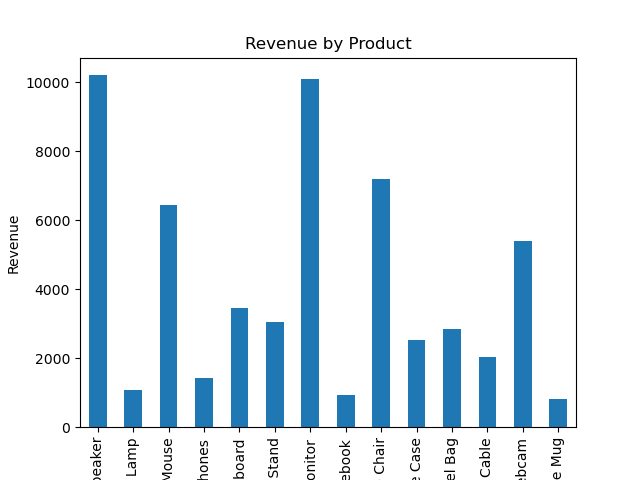 Revenue by Product
Revenue
10000
8000
6000
4000
2000
0
peaker
Lamp
Mouse
hones
board
Stand
onitor
ebook
Chair
e Case
el Bag
Cable
ebcam
e Mug